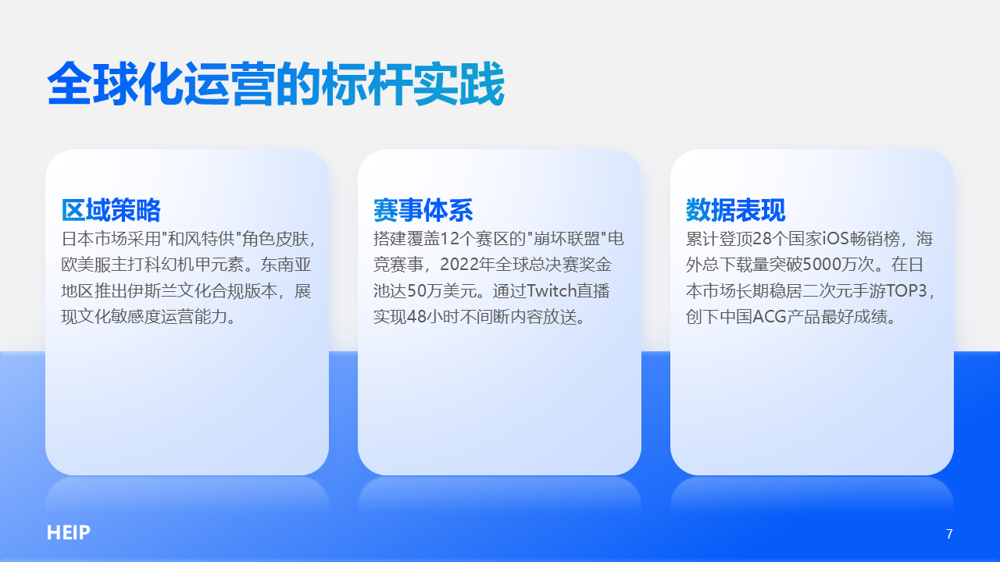 全球化运营的标杆实践
区域策略
日本市场采用"和风特供"角色皮肤，
欧美服主打科幻机甲元素。东南亚
地区推出伊斯兰文化合规版本，展
现文化敏感度运营能力。
赛事体系
搭建覆盖12个赛区的"崩坏联盟"电
竞赛事，2022年全球总决赛奖金
池达50万美元。通过Twitch直播
实现48小时不间断内容放送。
数据表现
累计登顶28个国家iOS畅销榜，海
外总下载量突破5000万次。在日
本市场长期稳居二次元手游TOP3，
创下中国ACG产品最好成绩。
HEIP
7